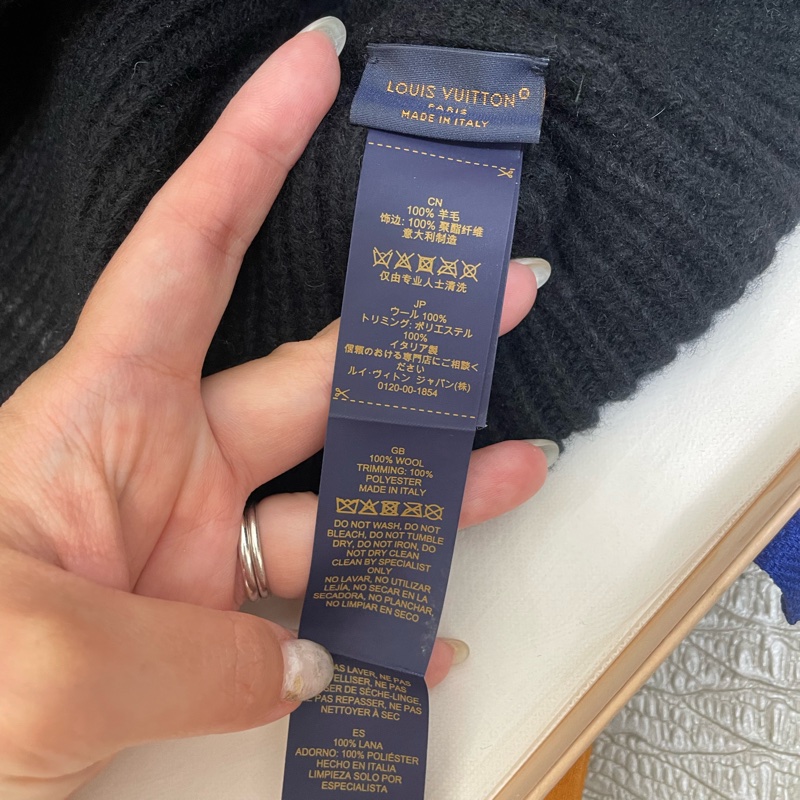 LOUIS VUITTON
PARIS
MADE IN ITALY
CN
100% 羊毛
饰边: 100% 聚酯纤维
意大利制造
仅由专业人士清洗
JP
ウール 100%
トリミング: ポリエステル
100%
イタリア製
信頼のおける専門店にご相談く
ださい
ルイ・ヴィトン ジャパン(株)
0120-00-1854
GB
100% WOOL
TRIMMING: 100%
POLYESTER
MADE IN ITALY
DO NOT WASH, DO NOT
BLEACH, DO NOT TUMBLE
DRY, DO NOT IRON, DO
NOT DRY CLEAN
CLEAN BY SPECIALIST
ONLY
NO LAVAR, NO UTILIZAR
LEJÍA, NO SECAR EN LA
SECADORA, NO PLANCHAR,
NO LIMPIAR EN SECO
LAVER, NE PAS
NE PAS
DE SÈCHE-LINGE,
PAS REPASSER, NE PAS
NETTOYER À SEC
ES
100% LANA
ADORNO: 100% POLIÉSTER
HECHO EN ITALIA
LIMPIEZA SOLO POR
ESPECIALISTA